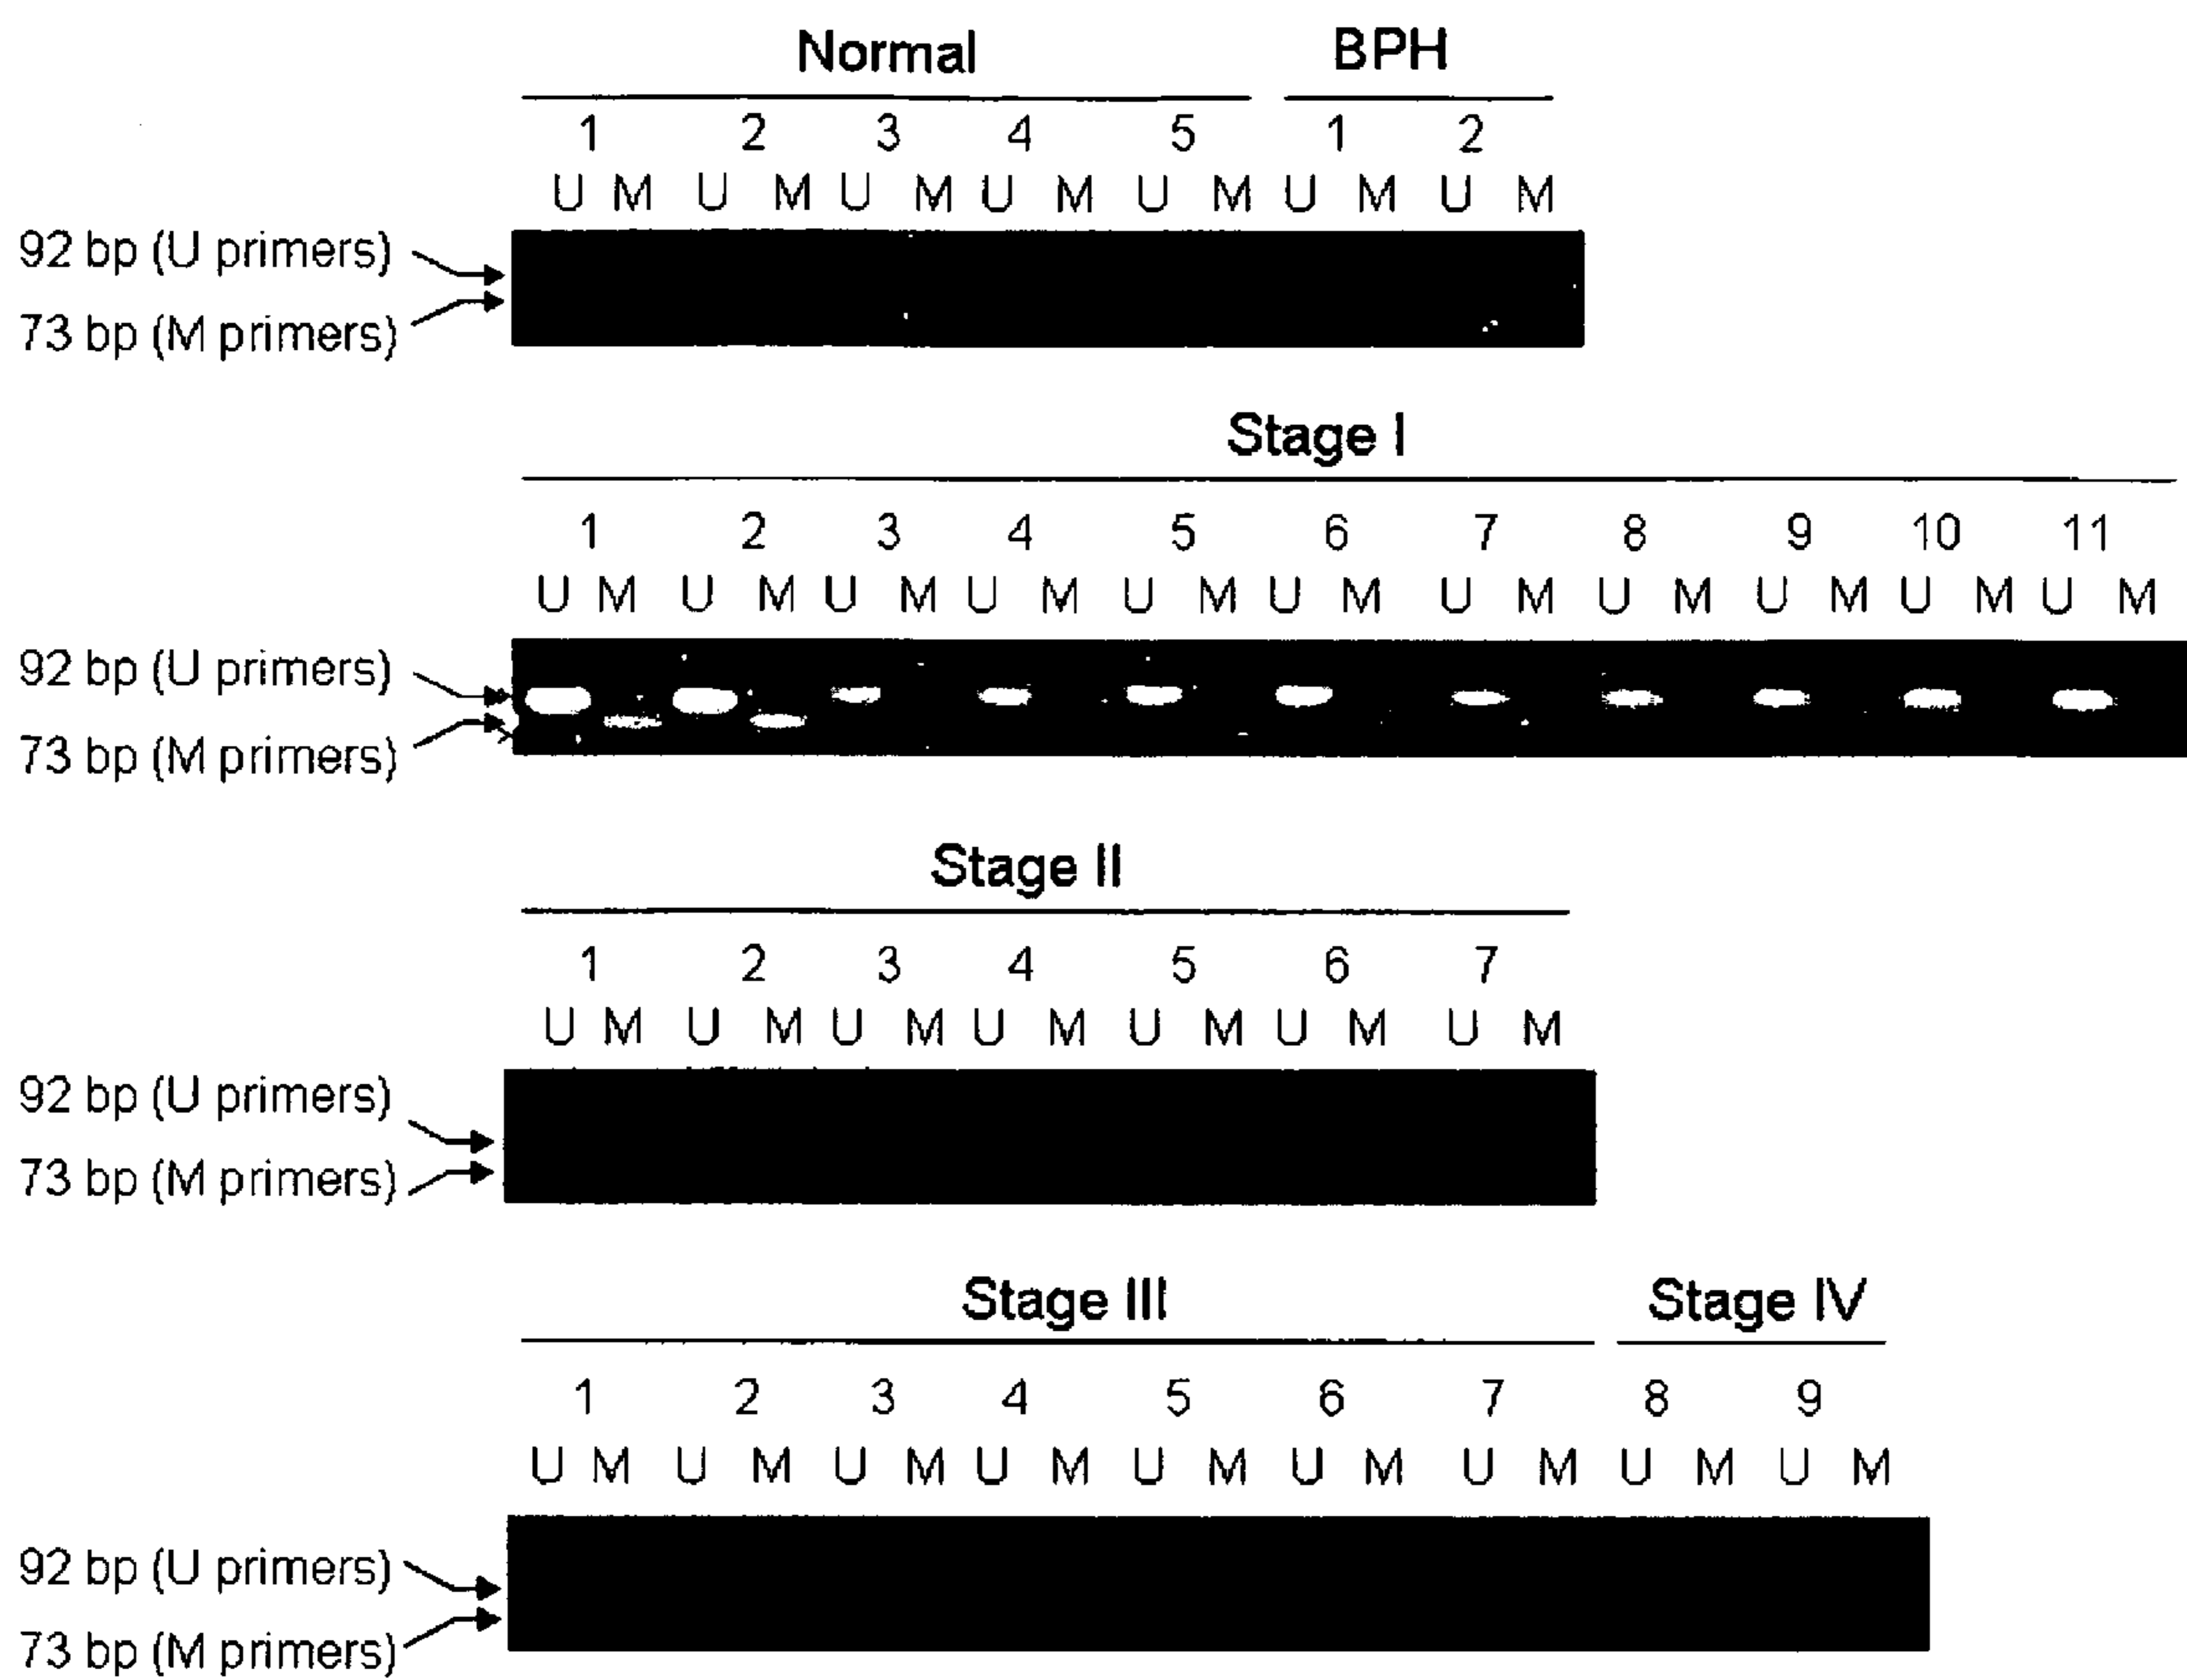 Normal BPH
1 2 3 4 5 1 2
U M U M U M U M U M U M U M
92 bp (U primers)
73 bp (M primers)
Stage I
1 2 3 4 5 6 7 8 9 10 11
U M U M U M U M U M U M U M U M U M U M U M
92 bp (U primers)
73 bp (M primers)
Stage II
1 2 3 4 5 6 7
U M U M U M U M U M U M U M
92 bp (U primers)
73 bp (M primers)
Stage III Stage IV
1 2 3 4 5 6 7 8 9
U M U M U M U M U M U M U M U M U M
92 bp (U primers)
73 bp (M primers)